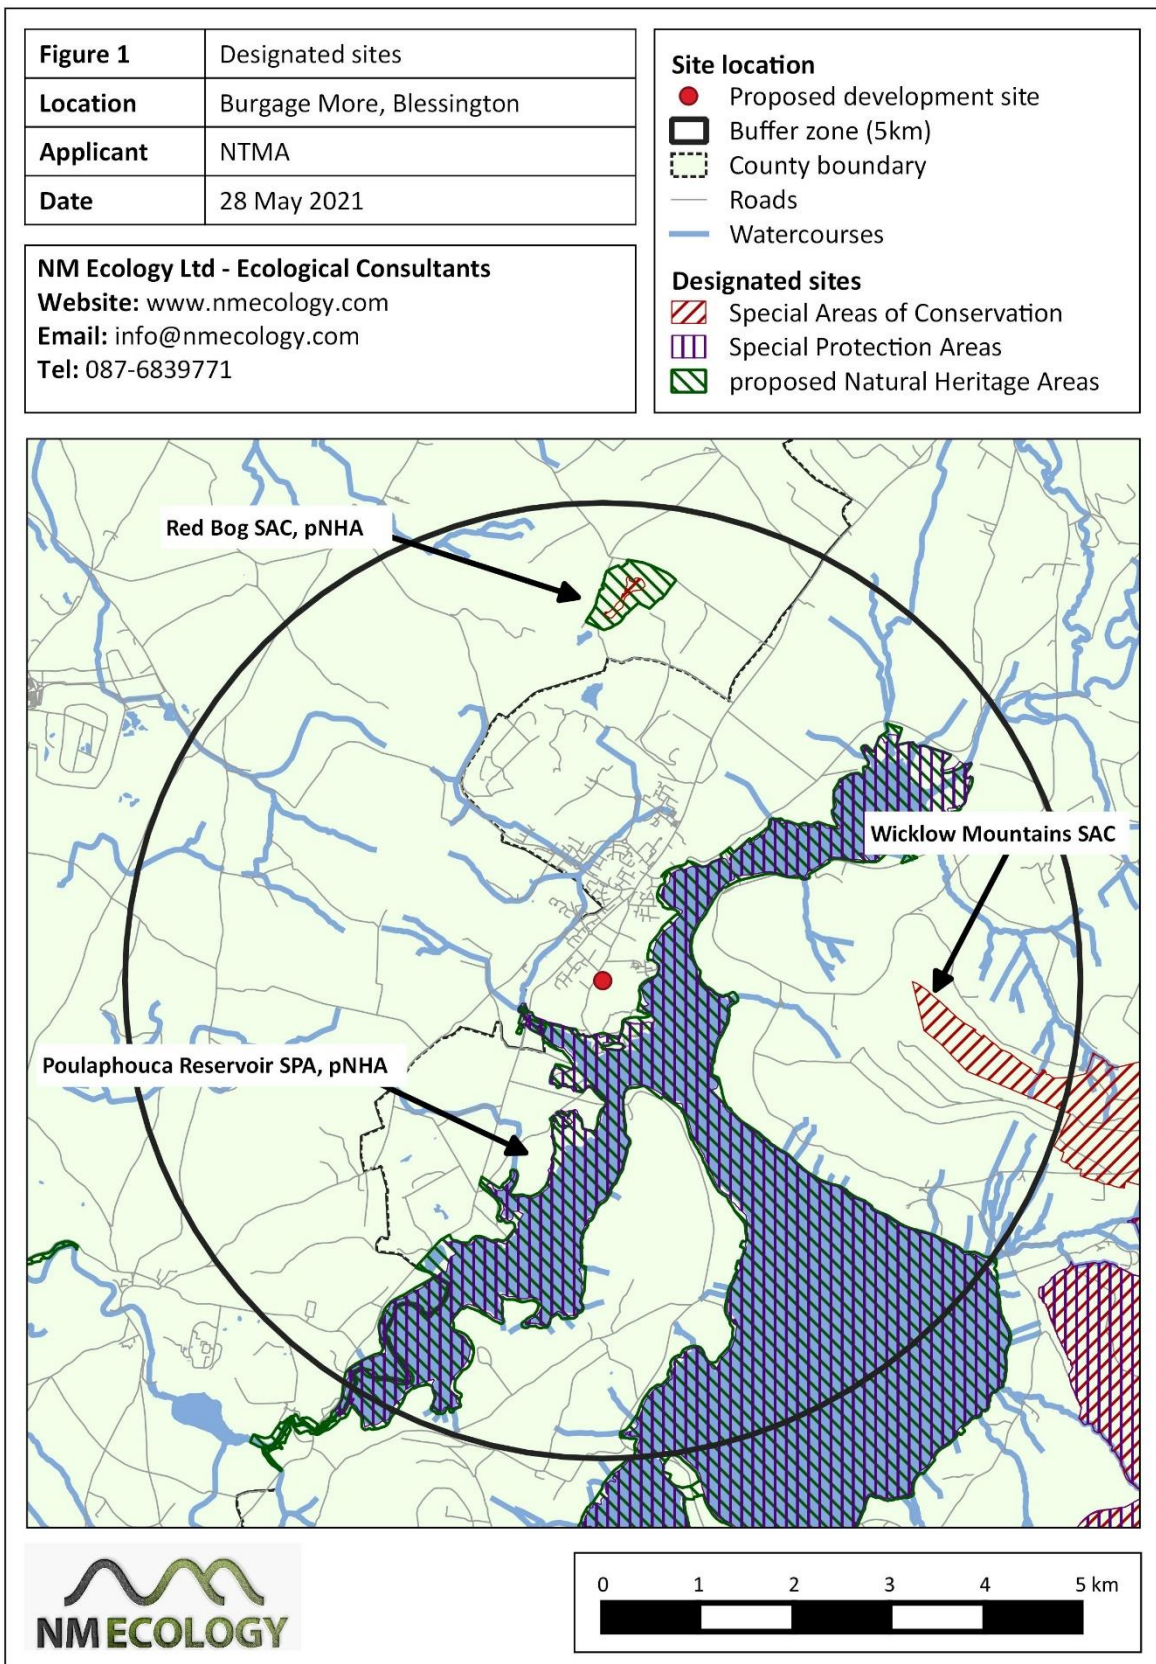 Figure 1 Designated sites
Location Burgage More, Blessington
Applicant NTMA
Date 28 May 2021
NM Ecology Ltd - Ecological Consultants
Website: www.nmecology.com
Email: info@nmecology.com
Tel: 087-6839771
Site location
Proposed development site
Buffer zone (5km)
County boundary
Roads
Watercourses
Designated sites
Special Areas of Conservation
Special Protection Areas
proposed Natural Heritage Areas
Red Bog SAC, pNHA
Wicklow Mountains SAC
Poulaphouca Reservoir SPA, pNHA
NMECOLOGY
0 1 2 3 4 5 km